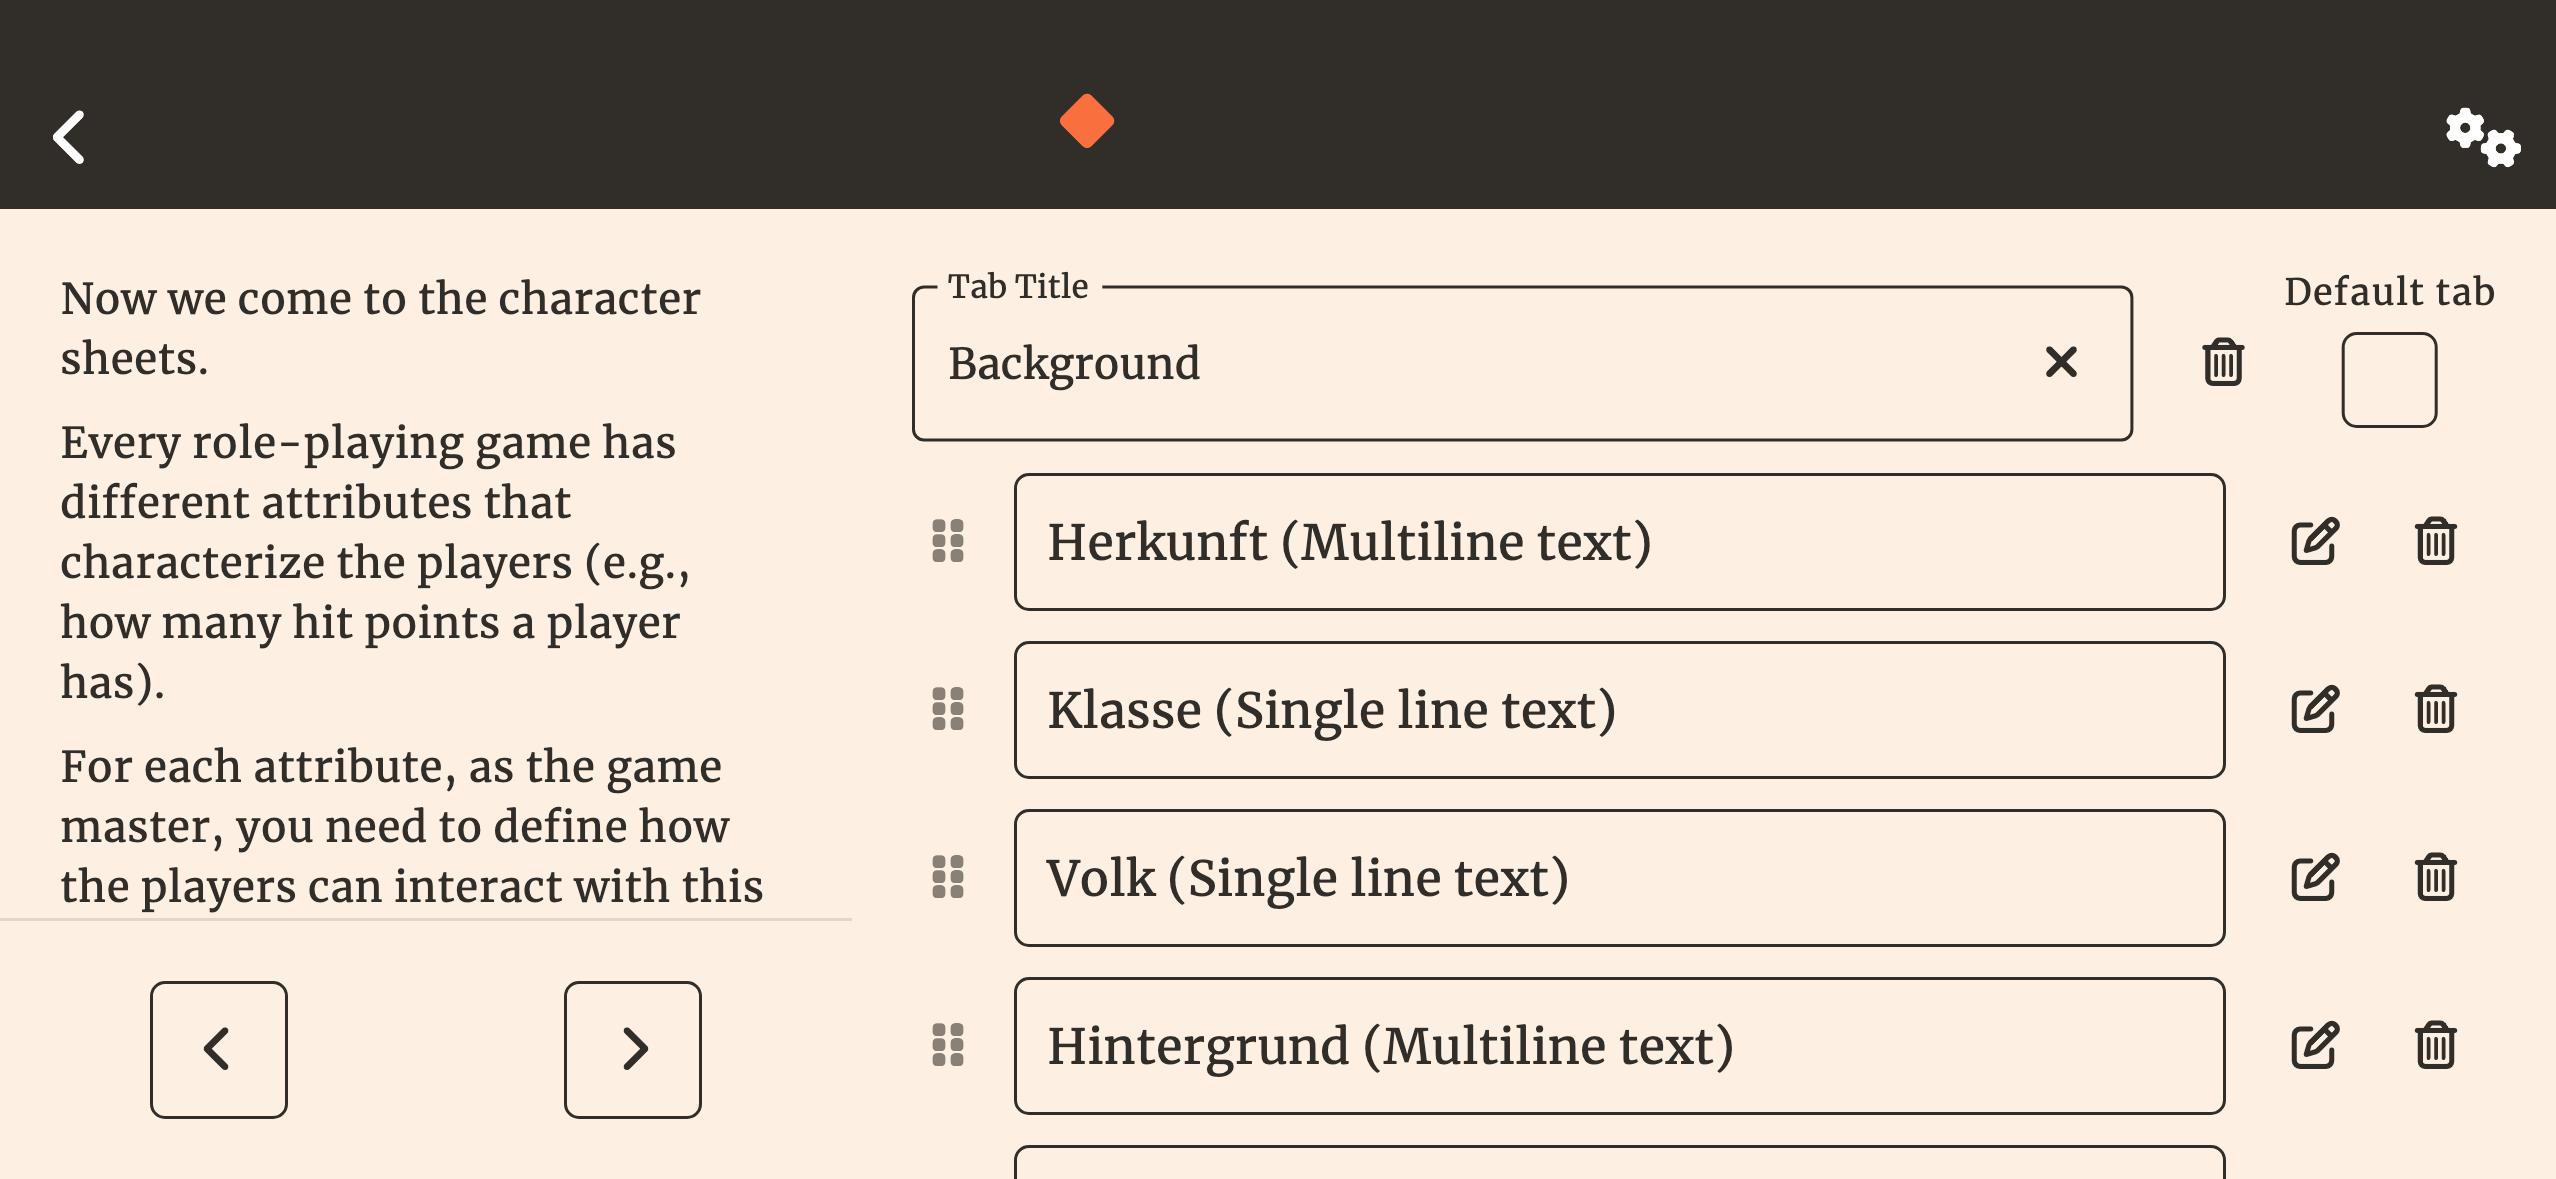 Now we come to the character
sheets.
Every role-playing game has
different attributes that
characterize the players (e.g.,
how many hit points a player
has).
For each attribute, as the game
master, you need to define how
the players can interact with this
Tab Title
Background
Default tab
Herkunft (Multiline text)
Klasse (Single line text)
Volk (Single line text)
Hintergrund (Multiline text)